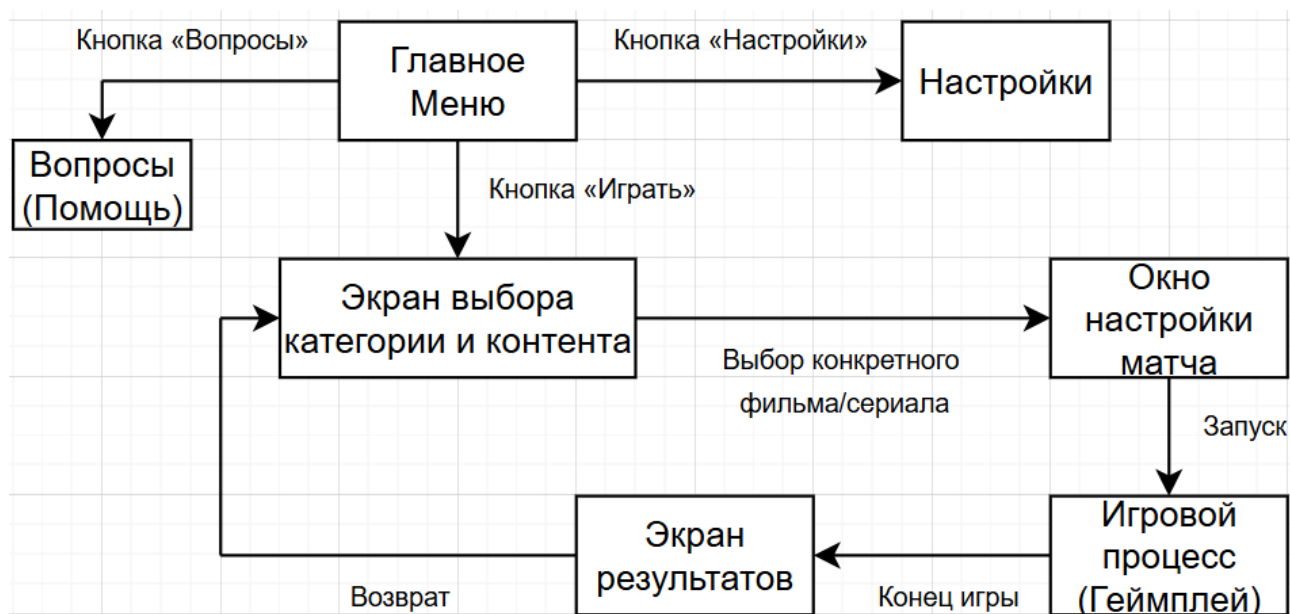 Кнопка «Вопросы»
Главное
Меню
Кнопка «Настройки»
Настройки
Вопросы
(Помощь)
Кнопка «Играть»
Экран выбора
категории и контента
Выбор конкретного
фильма/сериала
Окно
настройки
матча
Запуск
Игровой
процесс
(Геймплей)
Конец игры
Экран
результатов
Возврат